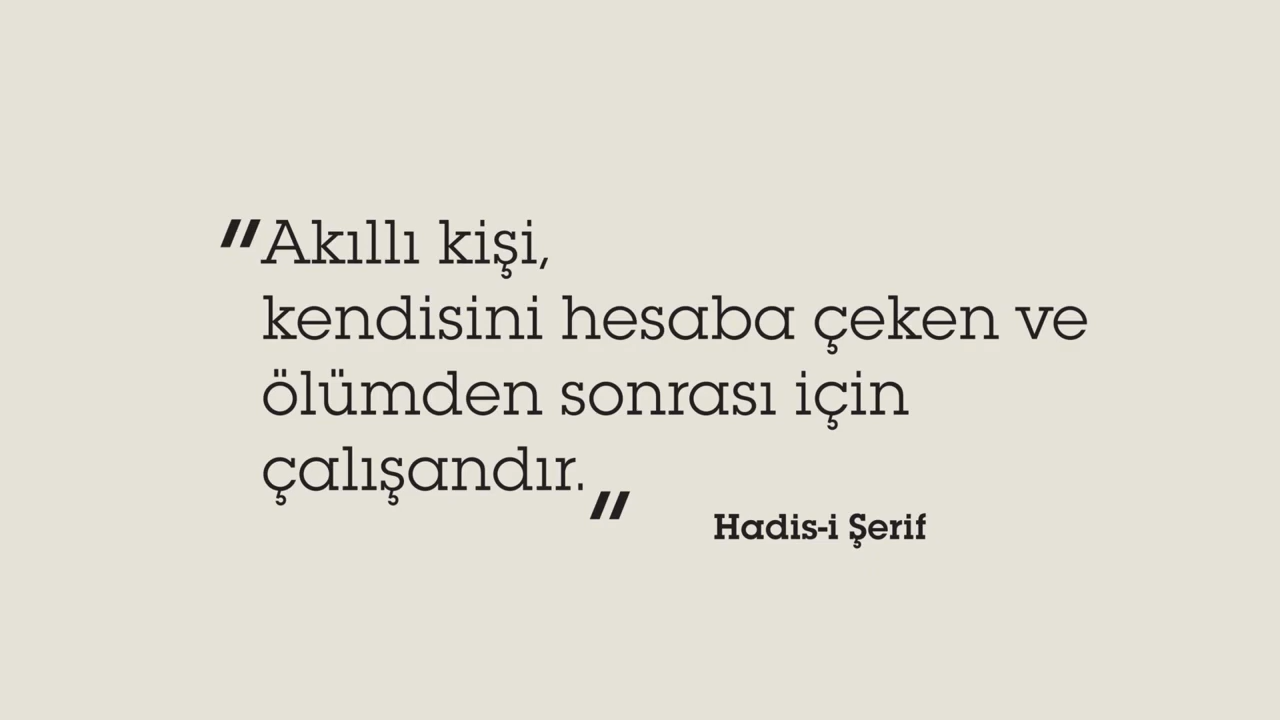 "Akıllı kişi,
kendisini hesaba çeken ve
ölümden sonrası için
çalışandır."
Hadis-i Şerif